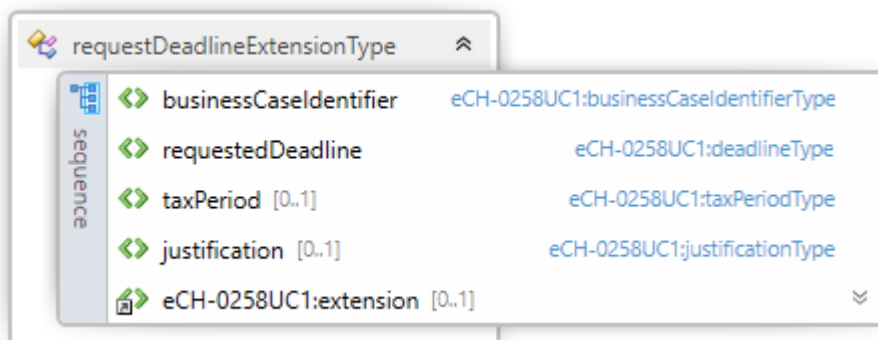 requestDeadlineExtensionType
sequence
businessCaseIdentifier eCH-0258UC1:businessCaseIdentifierType
requestedDeadline eCH-0258UC1:deadlineType
taxPeriod [0..1] eCH-0258UC1:taxPeriodType
justification [0..1] eCH-0258UC1:justificationType
eCH-0258UC1:extension [0..1]